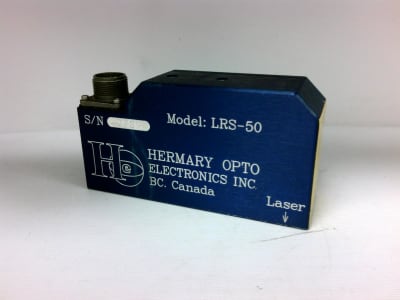 S/N
Model: LRS-50
HERMARY OPTO
ELECTRONICS INC.
BC. Canada
Laser